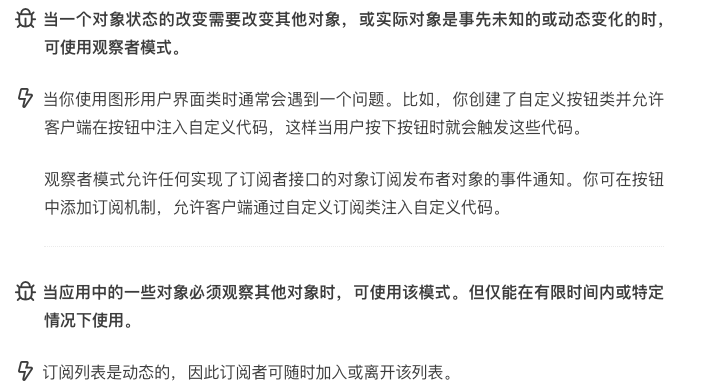 当一个对象状态的改变需要改变其他对象，或实际对象是事先未知的或动态变化的时，
可使用观察者模式。
当你使用图形用户界面类时通常会遇到一个问题。比如，你创建了自定义按钮类并允许
客户端在按钮中注入自定义代码，这样当用户按下按钮时就会触发这些代码。
观察者模式允许任何实现了订阅者接口的对象订阅发布者对象的事件通知。你可在按钮
中添加订阅机制，允许客户端通过自定义订阅类注入自定义代码。
当应用中的一些对象必须观察其他对象时，可使用该模式。但仅能在有限时间内或特定
情况下使用。
订阅列表是动态的，因此订阅者可随时加入或离开该列表。